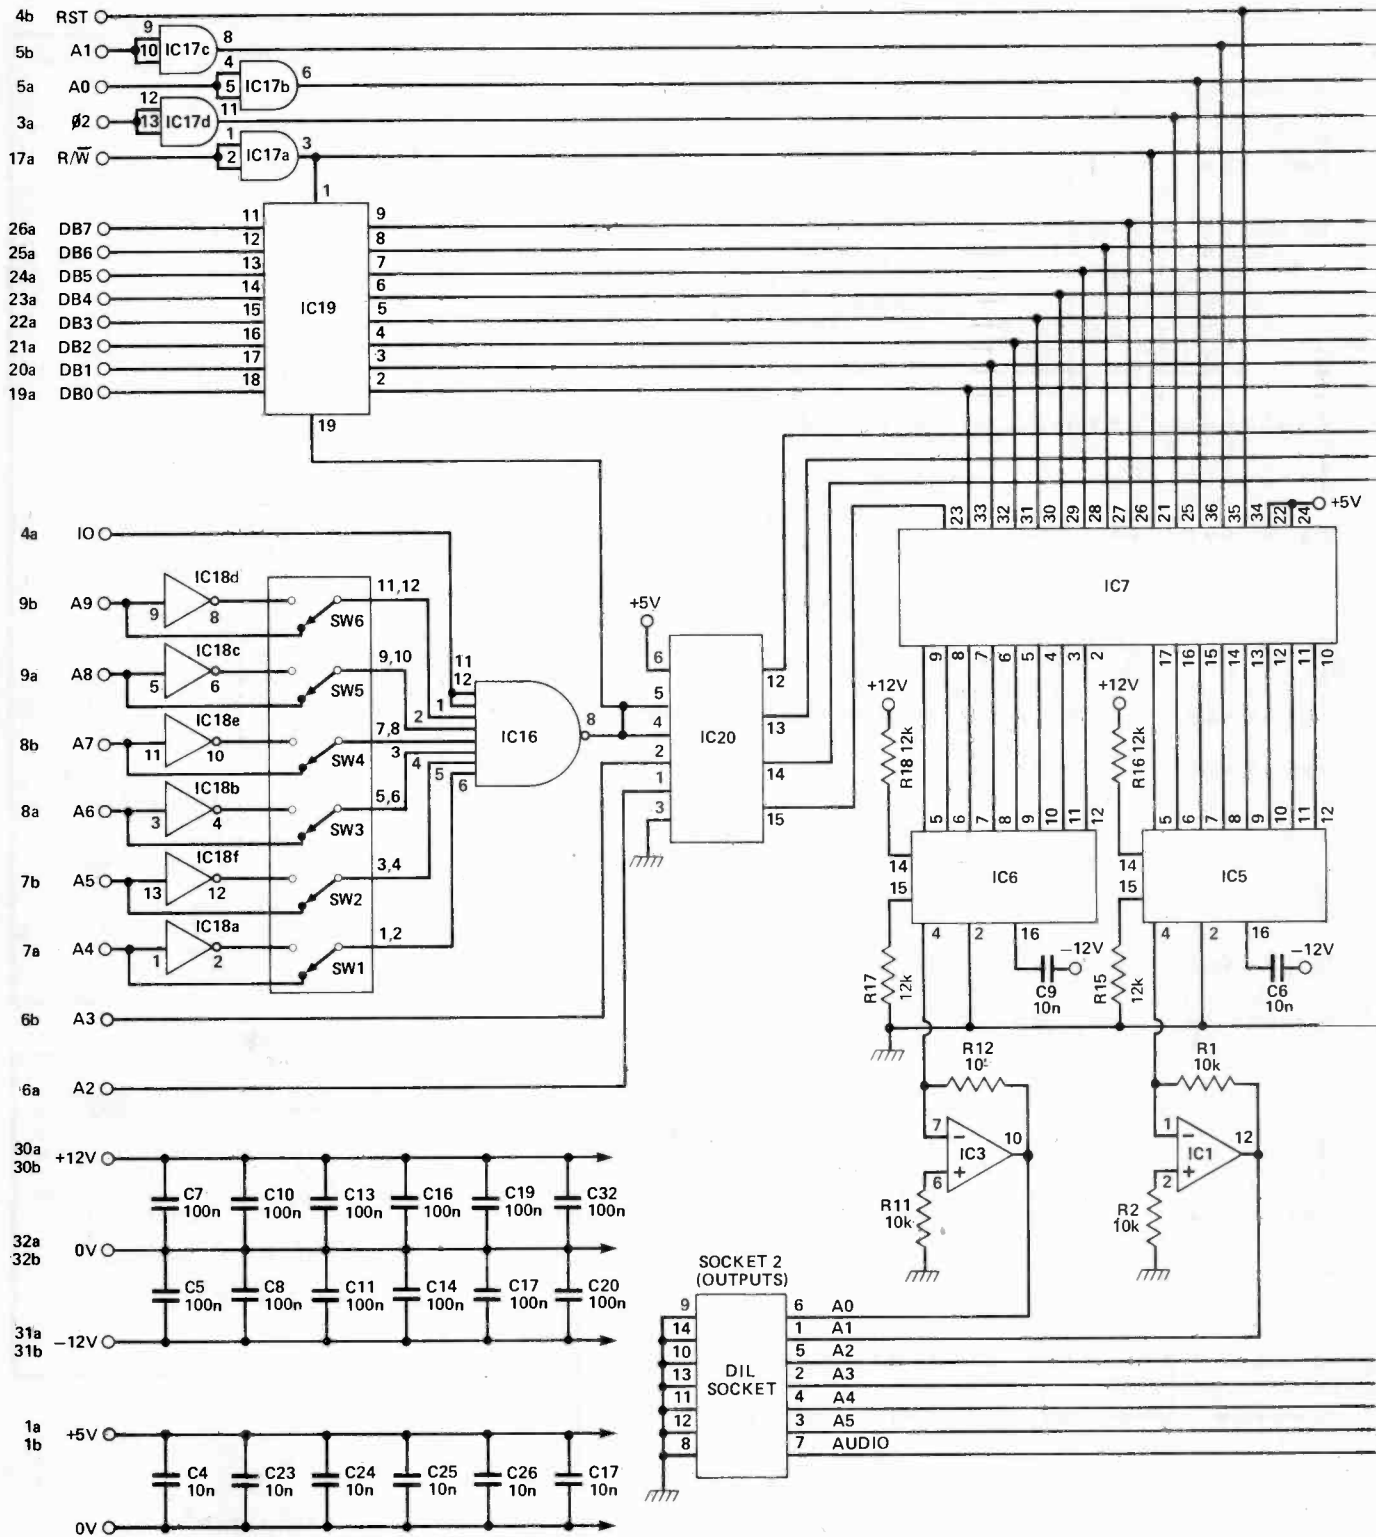 4b RST
9
10 IC17c 8
5b A1
4
5 IC17b 6
5a A0
12
13 IC17d 11
3a ø2
1
2 IC17a 3
17a R/W̅
1
11 9
26a DB7
12 8
25a DB6
13 7
24a DB5
14 6
23a DB4
15 IC19 5
22a DB3
16 4
21a DB2
17 3
20a DB1
18 2
19a DB0
19
4a IO
23 33 32 31 30 29 28 27 26 21 25 36 35 34 22 24 +5V
IC7
9 8 7 6 5 4 3 2
17 16 15 14 13 12 11 10
IC18d
9b A9 9 8
11,12
SW6
IC18c
9a A8 5 6
9,10
SW5
IC18e
8b A7 11 10
7,8
SW4
IC18b
8a A6 3 4
5,6
SW3
IC18f
7b A5 13 12
3,4
SW2
IC18a
7a A4 1 2
1,2
SW1
11
12
1
2
3
4
5
6
IC16
8
+5V
6
5
4
2
1
3
IC20
12
13
14
15
6b A3
6a A2
+12V
R18 12k
+12V
R16 12k
5 6 7 8 9 10 11 12
14
15
IC6
4 2 16
5 6 7 8 9 10 11 12
14
15
IC5
4 2 16
R17 12k
C9
10n
−12V
R15 12k
C6
10n
−12V
R12
R1
10k
7 −
IC3
10
6 +
R11
10k
1 −
IC1
12
2 +
R2
10k
30a
30b +12V
C7
100n
C10
100n
C13
100n
C16
100n
C19
100n
C32
100n
32a
32b 0V
C5
100n
C8
100n
C11
100n
C14
100n
C17
100n
C20
100n
31a
31b −12V
1a
1b +5V
C4
10n
C23
10n
C24
10n
C25
10n
C26
10n
C17
10n
0V
SOCKET 2
(OUTPUTS)
DIL
SOCKET
9 6 A0
14 1 A1
10 5 A2
13 2 A3
11 4 A4
12 3 A5
8 7 AUDIO